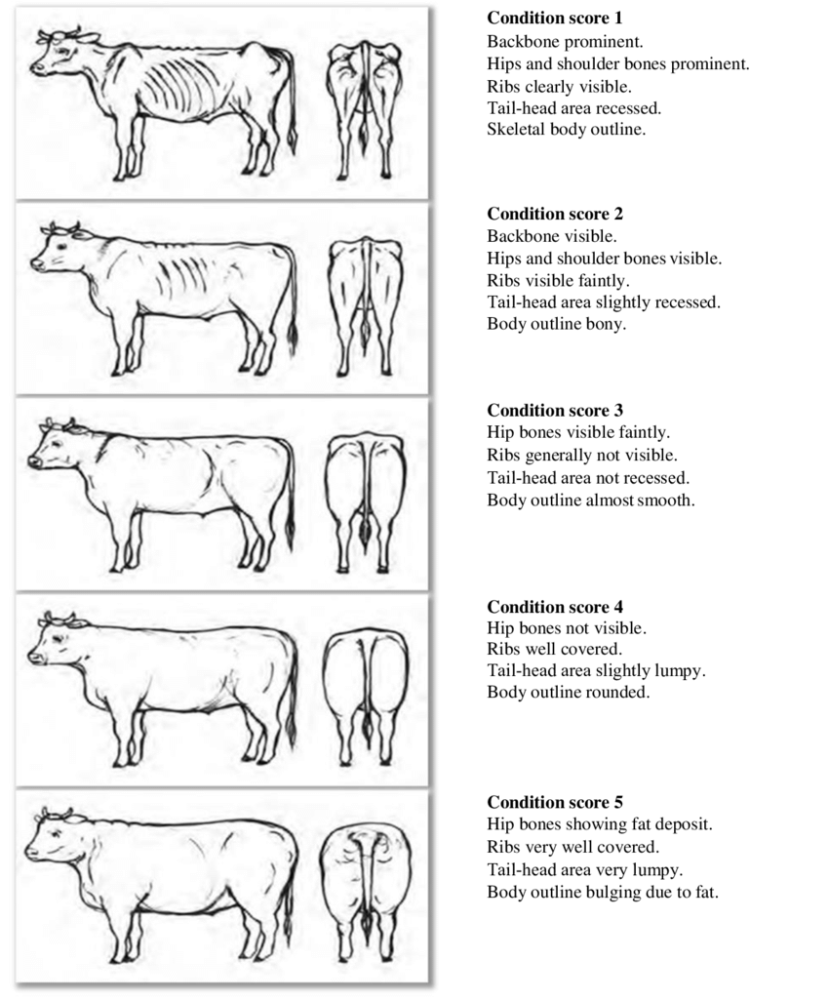 Condition score 1
Backbone prominent.
Hips and shoulder bones prominent.
Ribs clearly visible.
Tail-head area recessed.
Skeletal body outline.
Condition score 2
Backbone visible.
Hips and shoulder bones visible.
Ribs visible faintly.
Tail-head area slightly recessed.
Body outline bony.
Condition score 3
Hip bones visible faintly.
Ribs generally not visible.
Tail-head area not recessed.
Body outline almost smooth.
Condition score 4
Hip bones not visible.
Ribs well covered.
Tail-head area slightly lumpy.
Body outline rounded.
Condition score 5
Hip bones showing fat deposit.
Ribs very well covered.
Tail-head area very lumpy.
Body outline bulging due to fat.